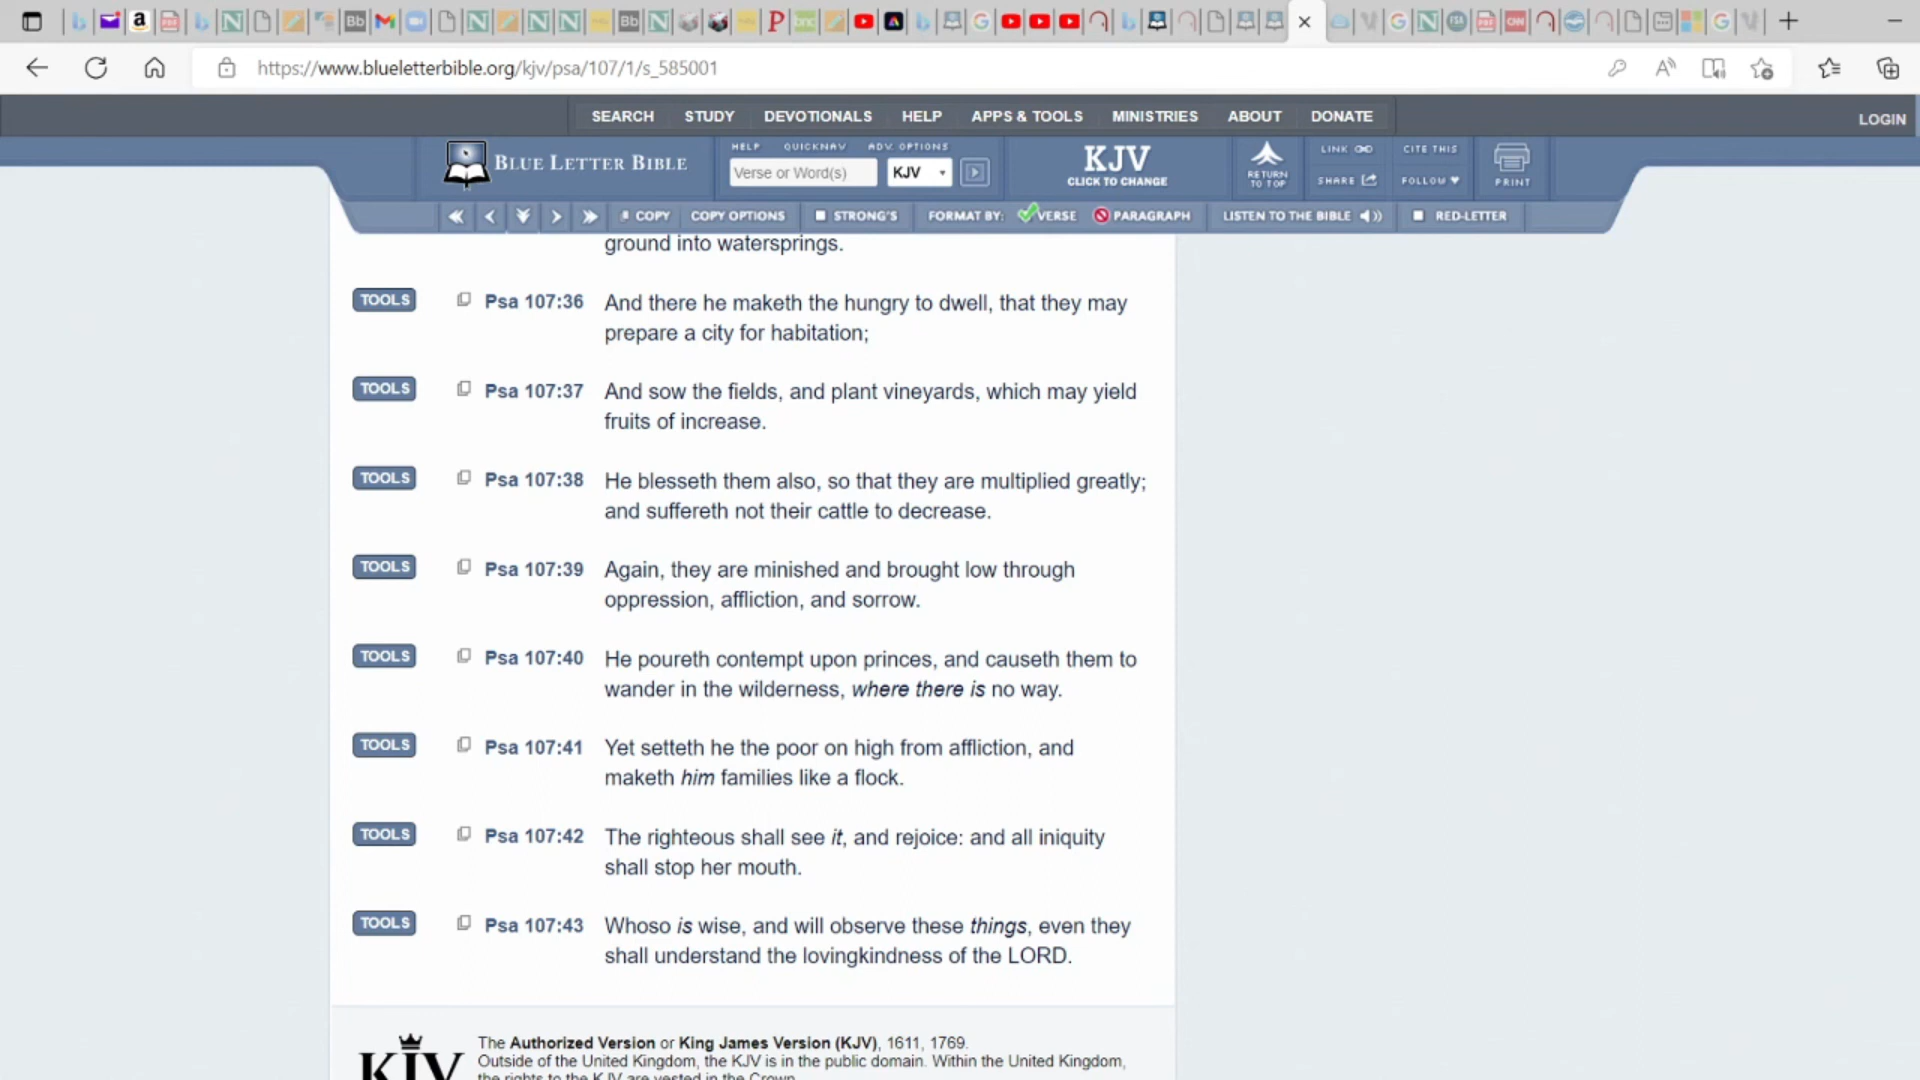 https://www.blueletterbible.org/kjv/psa/107/1/s_585001
SEARCH STUDY DEVOTIONALS HELP APPS & TOOLS MINISTRIES ABOUT DONATE
LOGIN
BLUE LETTER BIBLE
HELP QUICKNAV ADV. OPTIONS
Verse or Word(s)
KJV
KJV
CLICK TO CHANGE
RETURN
TO TOP
LINK
CITE THIS
SHARE
FOLLOW
PRINT
COPY COPY OPTIONS STRONG'S FORMAT BY: VERSE PARAGRAPH LISTEN TO THE BIBLE RED-LETTER
ground into watersprings.
TOOLS Psa 107:36 And there he maketh the hungry to dwell, that they may
prepare a city for habitation;
TOOLS Psa 107:37 And sow the fields, and plant vineyards, which may yield
fruits of increase.
TOOLS Psa 107:38 He blesseth them also, so that they are multiplied greatly;
and suffereth not their cattle to decrease.
TOOLS Psa 107:39 Again, they are minished and brought low through
oppression, affliction, and sorrow.
TOOLS Psa 107:40 He poureth contempt upon princes, and causeth them to
wander in the wilderness, where there is no way.
TOOLS Psa 107:41 Yet setteth he the poor on high from affliction, and
maketh him families like a flock.
TOOLS Psa 107:42 The righteous shall see it, and rejoice: and all iniquity
shall stop her mouth.
TOOLS Psa 107:43 Whoso is wise, and will observe these things, even they
shall understand the lovingkindness of the LORD.
KJV
The Authorized Version or King James Version (KJV), 1611, 1769.
Outside of the United Kingdom, the KJV is in the public domain. Within the United Kingdom,
the rights to the KJV are vested in the Crown.